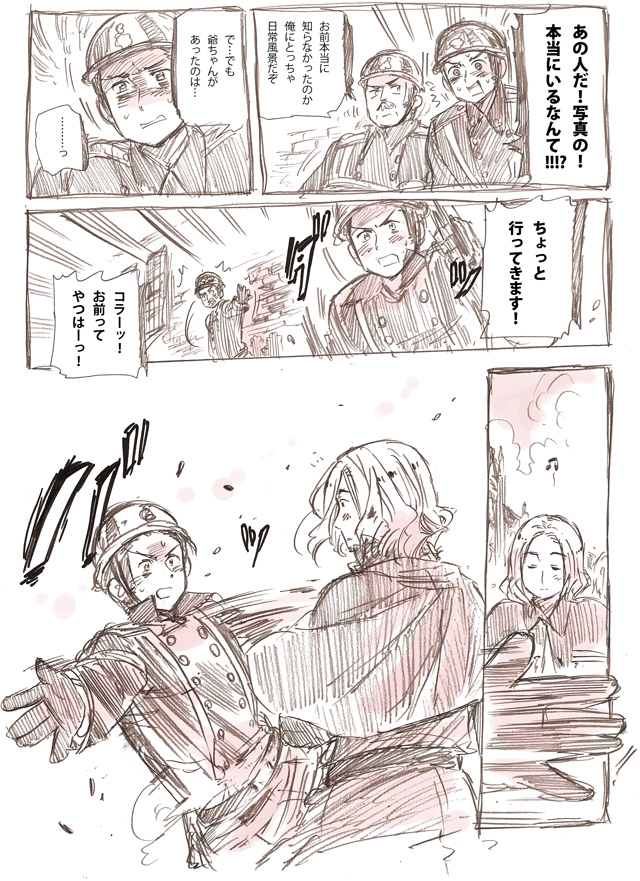 あの人だ！写真の！
本当にいるなんて!!!?
お前本当に
知らなかったのか
俺にとっちゃ
日常風景だぞ
で…でも
爺ちゃんが
あったのは…
………っ
ちょっと
行ってきます！
コラーッ！
お前って
やつはーっ！
♫